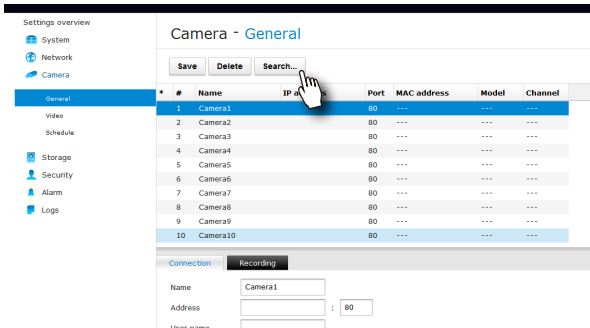 Settings overview
System
Network
Camera
General
Video
Schedule
Storage
Security
Alarm
Logs
Camera - General
Save Delete Search...
* # Name IP a s Port MAC address Model Channel
1 Camera1 80 --- --- ---
2 Camera2 80 --- --- ---
3 Camera3 80 --- --- ---
4 Camera4 80 --- --- ---
5 Camera5 80 --- --- ---
6 Camera6 80 --- --- ---
7 Camera7 80 --- --- ---
8 Camera8 80 --- --- ---
9 Camera9 80 --- --- ---
10 Camera10 80 --- --- ---
Connection Recording
Name Camera1
Address : 80
User name